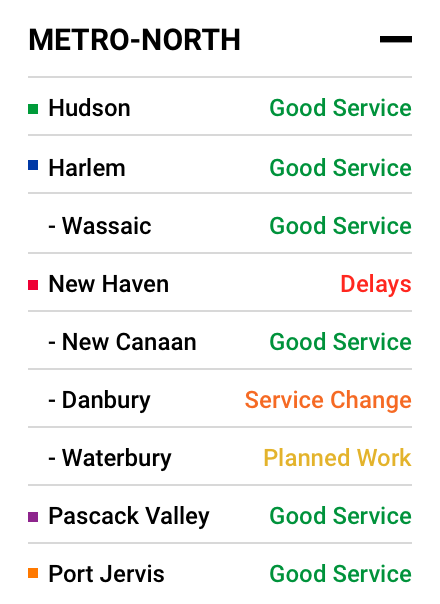 METRO-NORTH
Hudson Good Service
Harlem Good Service
- Wassaic Good Service
New Haven Delays
- New Canaan Good Service
- Danbury Service Change
- Waterbury Planned Work
Pascack Valley Good Service
Port Jervis Good Service